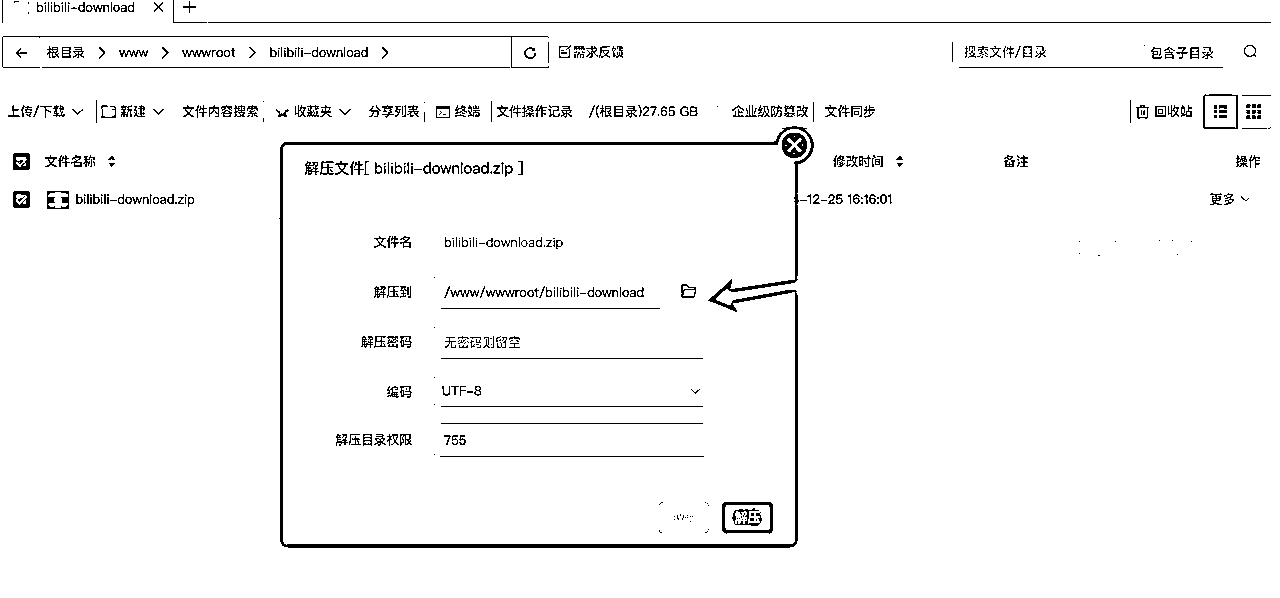 bilibili-download
根目录 www wwwroot bilibili-download 需求反馈 搜索文件/目录 包含子目录
上传/下载 新建 文件内容搜索 收藏夹 分享列表 终端 文件操作记录 /(根目录)27.65 GB 企业级防篡改 文件同步 回收站
文件名称 修改时间 备注 操作
bilibili-download.zip -12-25 16:16:01 更多
解压文件[ bilibili-download.zip ]
文件名 bilibili-download.zip
解压到 /www/wwwroot/bilibili-download
解压密码 无密码则留空
编码 UTF-8
解压目录权限 755
解压